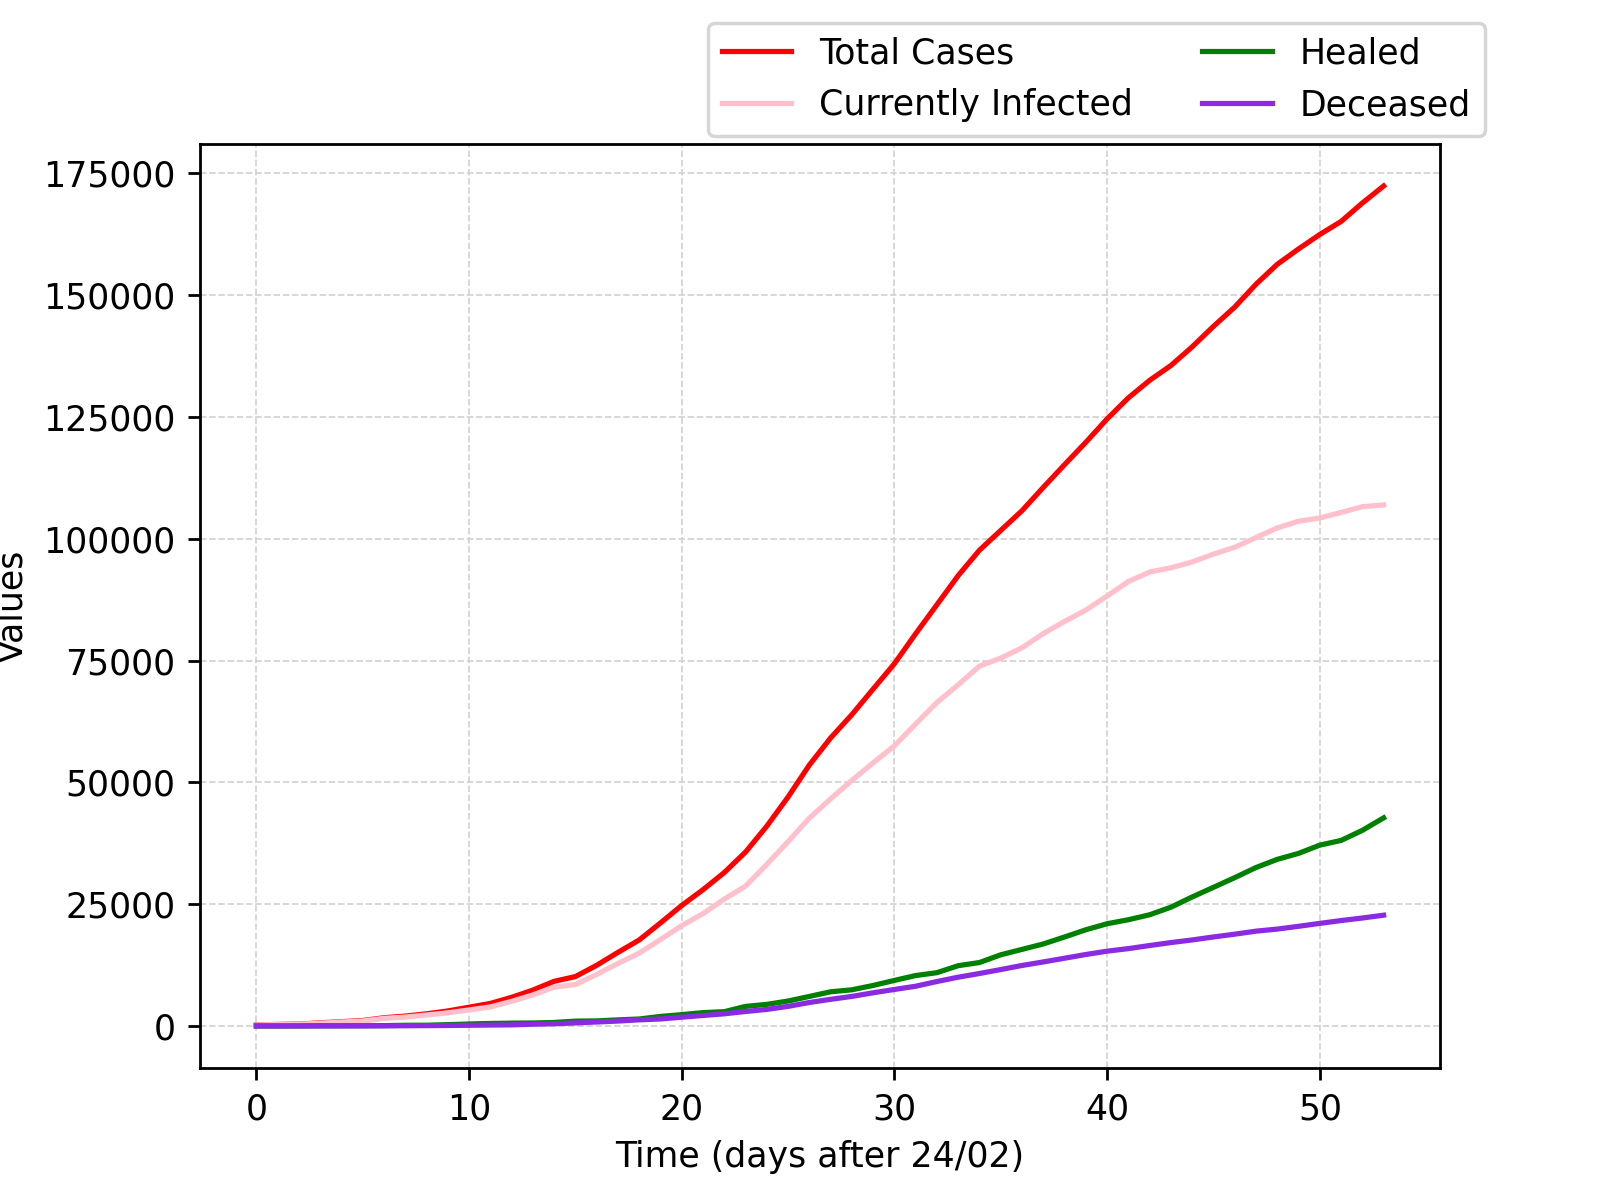 Total Cases
Currently Infected
Healed
Deceased
175000
150000
125000
100000
75000
50000
25000
0
Values
0 10 20 30 40 50
Time (days after 24/02)